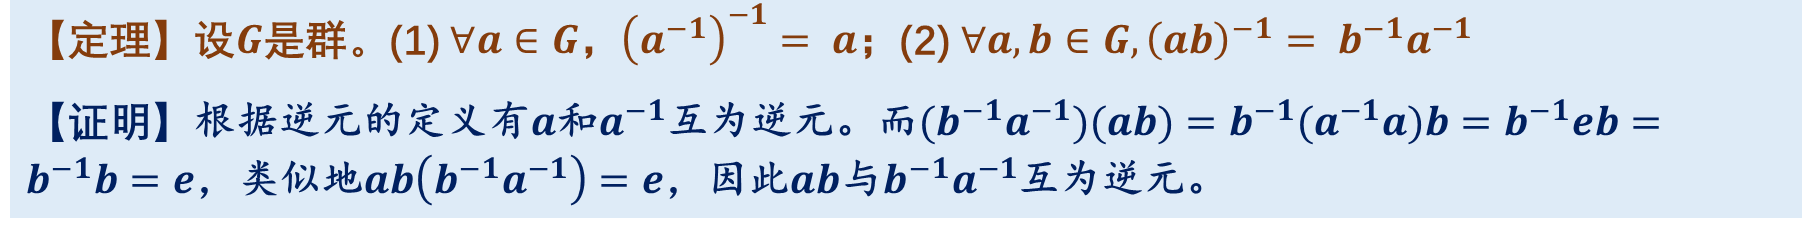 【定理】设G是群。(1) ∀a ∈ G，(a⁻¹)⁻¹ = a；(2) ∀a, b ∈ G, (ab)⁻¹ = b⁻¹a⁻¹
【证明】根据逆元的定义有a和a⁻¹互为逆元。而(b⁻¹a⁻¹)(ab) = b⁻¹(a⁻¹a)b = b⁻¹eb =
b⁻¹b = e，类似地ab(b⁻¹a⁻¹) = e，因此ab与b⁻¹a⁻¹互为逆元。